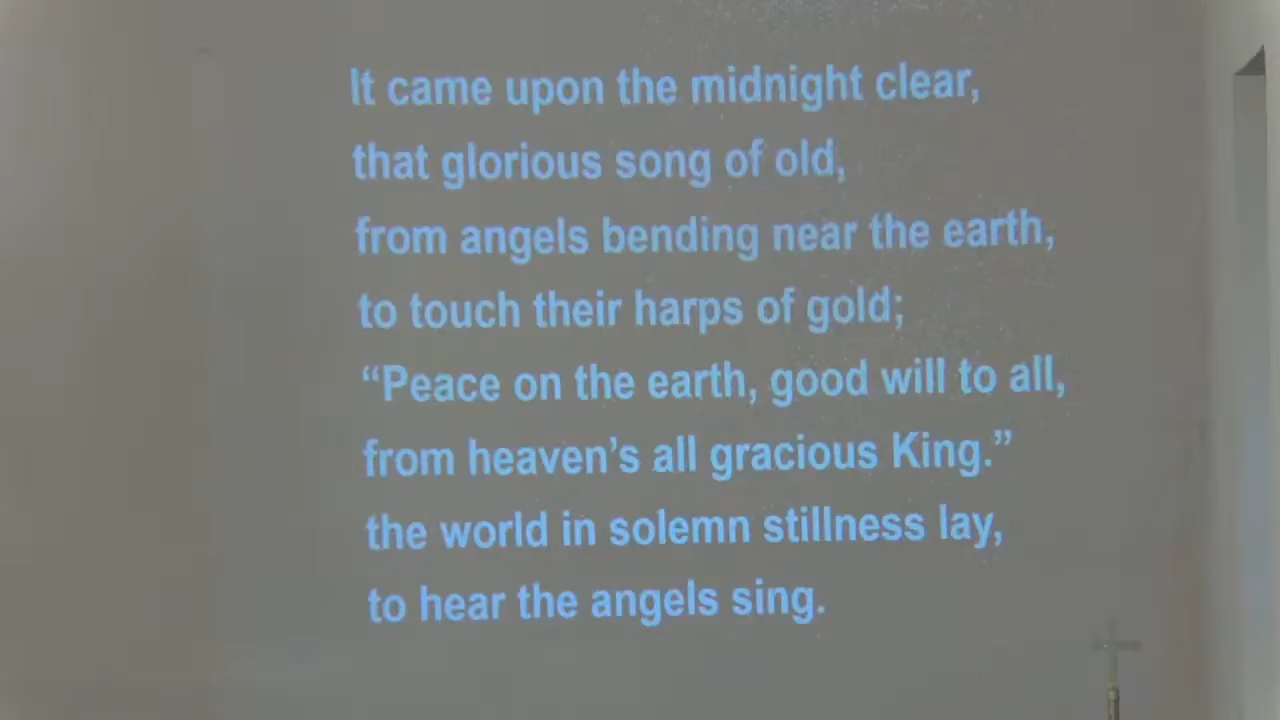 It came upon the midnight clear,
that glorious song of old,
from angels bending near the earth,
to touch their harps of gold;
“Peace on the earth, good will to all,
from heaven’s all gracious King.”
the world in solemn stillness lay,
to hear the angels sing.